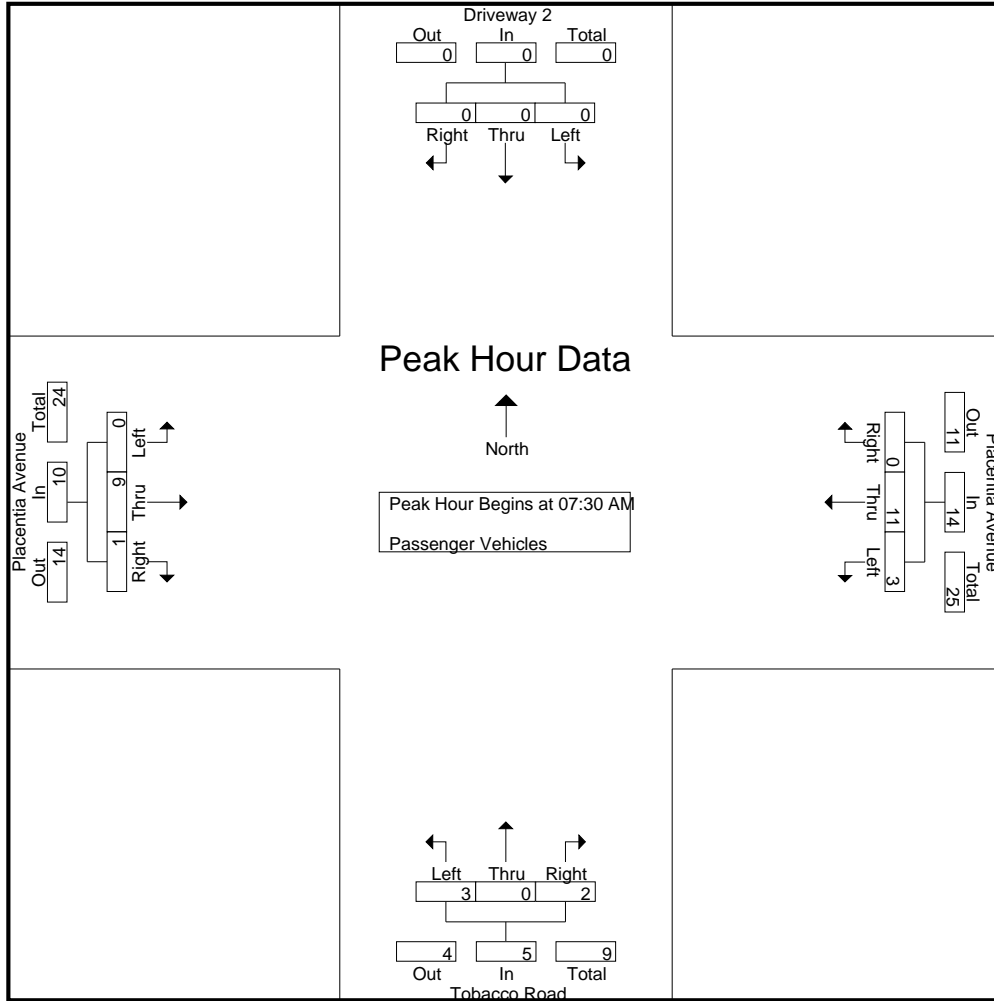 Driveway 2
Out In Total
0 0 0
0 0 0
Right Thru Left
Peak Hour Data
North
Peak Hour Begins at 07:30 AM
Passenger Vehicles
Placentia Avenue
Out In Total
14 10 24
1 9 0
Right Thru Left
Placentia Avenue
Out In Total
11 14 25
0 11 3
Right Thru Left
Left Thru Right
3 0 2
4 5 9
Out In Total
Tobacco Road